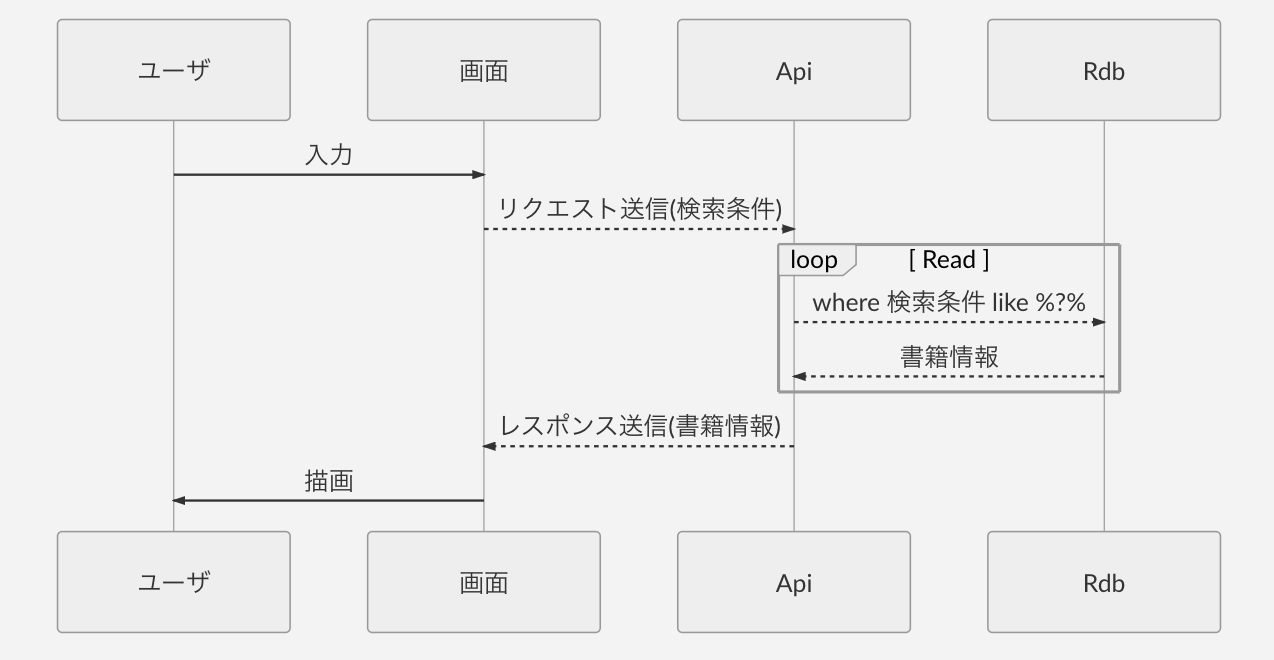 ユーザ
画面
Api
Rdb
入力
リクエスト送信(検索条件)
loop
[ Read ]
where 検索条件 like %?%
書籍情報
レスポンス送信(書籍情報)
描画
ユーザ
画面
Api
Rdb